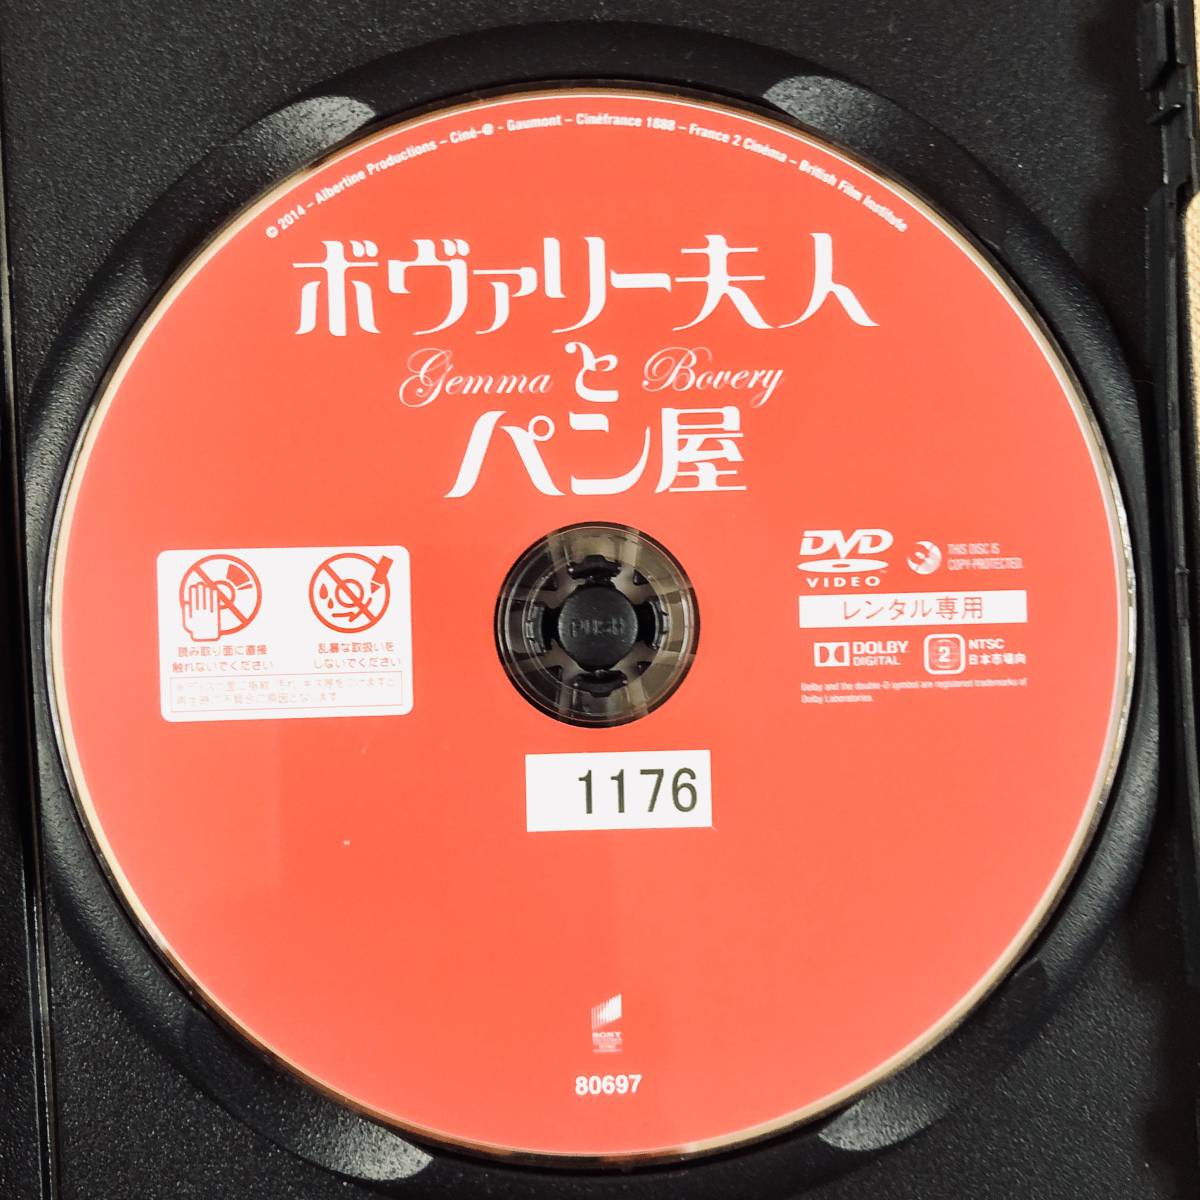 © 2014 – Albertine Productions – Ciné-@ - Gaumont – Cinéfrance 1888 – France 2 Cinéma – British Film Institute
ボヴァリー夫人
Gemma と Bovery
パン屋
読み取り面に直接
触れないでください
乱暴な取扱いを
しないでください
DVD
VIDEO
THIS DISC IS
COPY-PROTECTED.
レンタル専用
DOLBY
DIGITAL
2
NTSC
日本市場向
Dolby and the double-D symbol are registered trademarks of
Dolby Laboratories.
PUSH
1176
SONY
80697